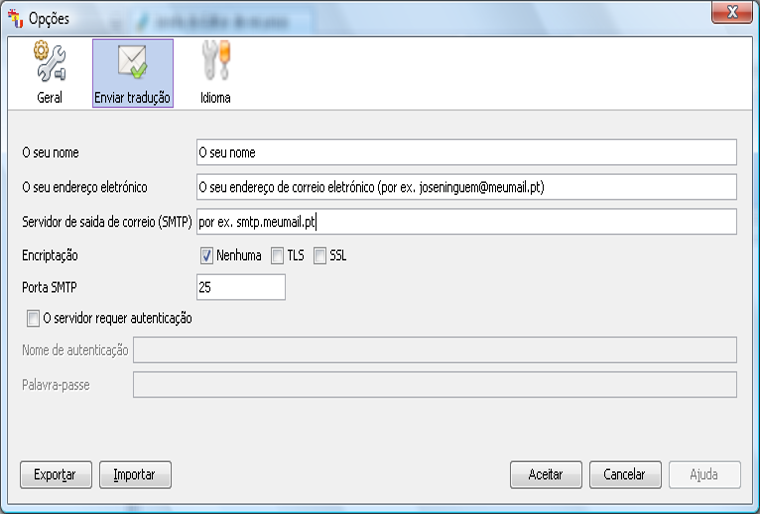 Opções
Geral Enviar tradução Idioma
O seu nome O seu nome
O seu endereço eletrónico O seu endereço de correio eletrónico (por ex. joseninguem@meumail.pt)
Servidor de saida de correio (SMTP) por ex. smtp.meumail.pt
Encriptação Nenhuma TLS SSL
Porta SMTP 25
O servidor requer autenticação
Nome de autenticação
Palavra-passe
Exportar Importar Aceitar Cancelar Ajuda